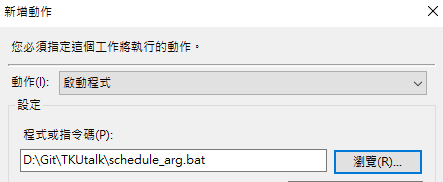 新增動作
您必須指定這個工作將執行的動作。
動作(I): 啟動程式
設定
程式或指令碼(P):
D:\Git\TKUtalk\schedule_arg.bat 瀏覽(R)...